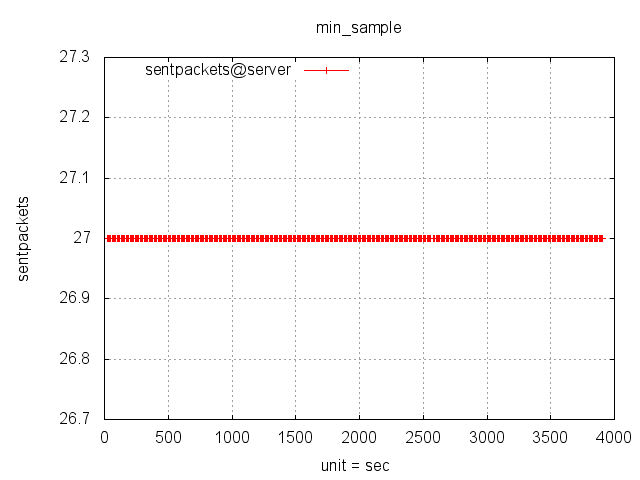 min_sample
sentpackets@server
27.3
27.2
27.1
27
26.9
26.8
26.7
sentpackets
0 500 1000 1500 2000 2500 3000 3500 4000
unit = sec